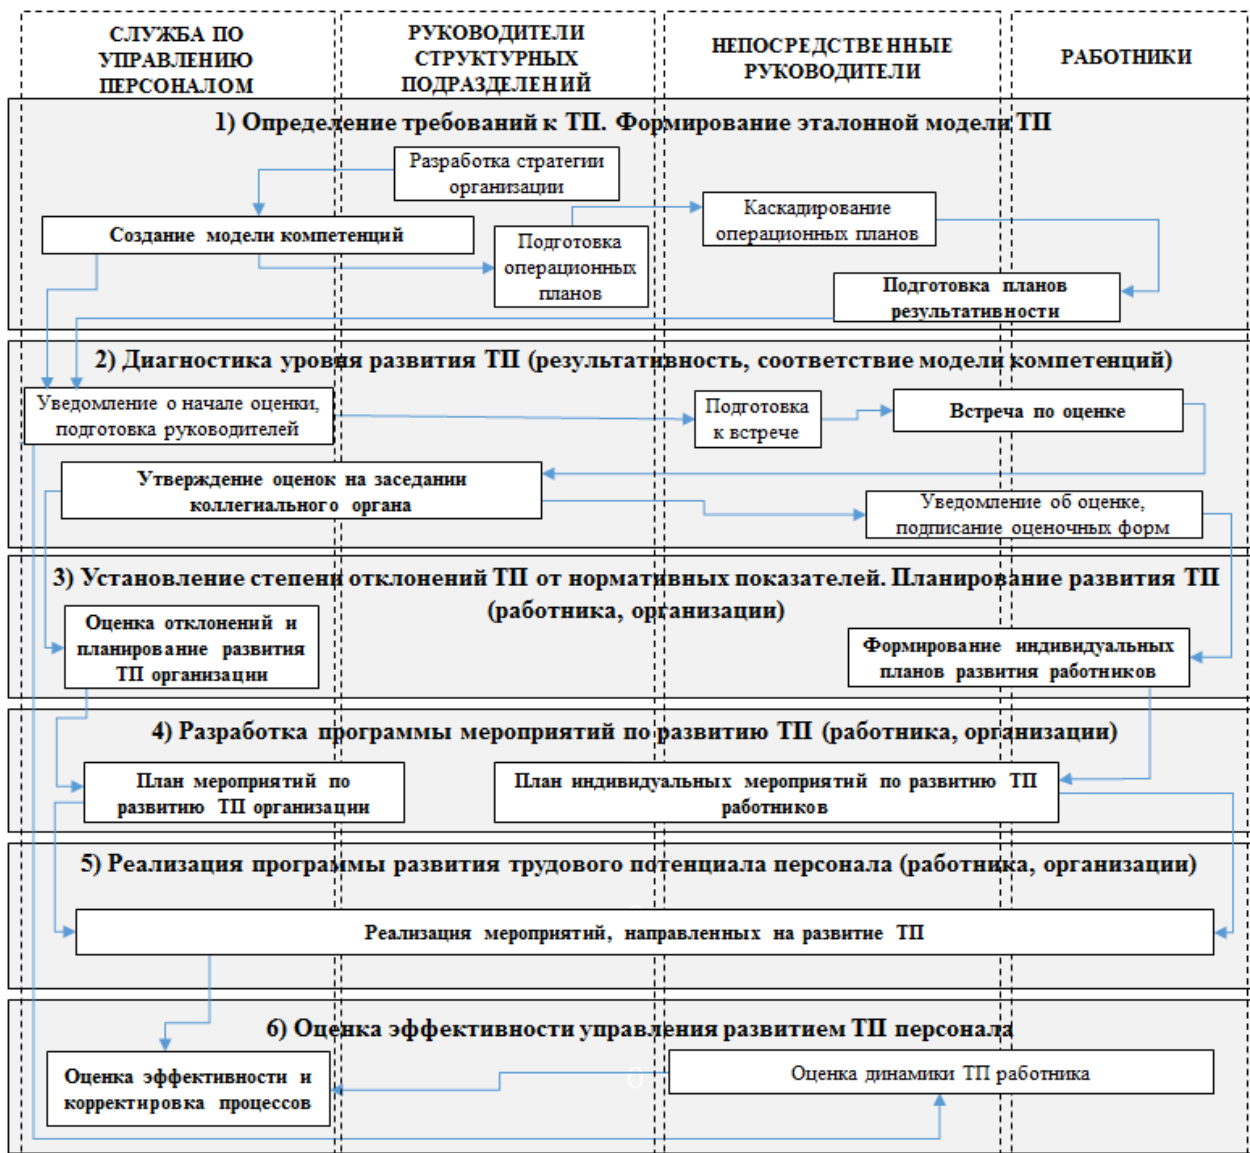 СЛУЖБА ПО
УПРАВЛЕНИЮ
ПЕРСОНАЛОМ
РУКОВОДИТЕЛИ
СТРУКТУРНЫХ
ПОДРАЗДЕЛЕНИЙ
НЕПОСРЕДСТВЕННЫЕ
РУКОВОДИТЕЛИ
РАБОТНИКИ
1) Определение требований к ТП. Формирование эталонной модели ТП
Разработка стратегии
организации
Создание модели компетенций
Подготовка
операционных
планов
Каскадирование
операционных планов
Подготовка планов
результативности
2) Диагностика уровня развития ТП (результативность, соответствие модели компетенций)
Уведомление о начале оценки,
подготовка руководителей
Подготовка
к встрече
Встреча по оценке
Утверждение оценок на заседании
коллегиального органа
Уведомление об оценке,
подписание оценочных форм
3) Установление степени отклонений ТП от нормативных показателей. Планирование развития ТП
(работника, организации)
Оценка отклонений и
планирование развития
ТП организации
Формирование индивидуальных
планов развития работников
4) Разработка программы мероприятий по развитию ТП (работника, организации)
План мероприятий по
развитию ТП организации
План индивидуальных мероприятий по развитию ТП
работников
5) Реализация программы развития трудового потенциала персонала (работника, организации)
Реализация мероприятий, направленных на развитие ТП
6) Оценка эффективности управления развитием ТП персонала
Оценка эффективности и
корректировка процессов
0
Оценка динамики ТП работника